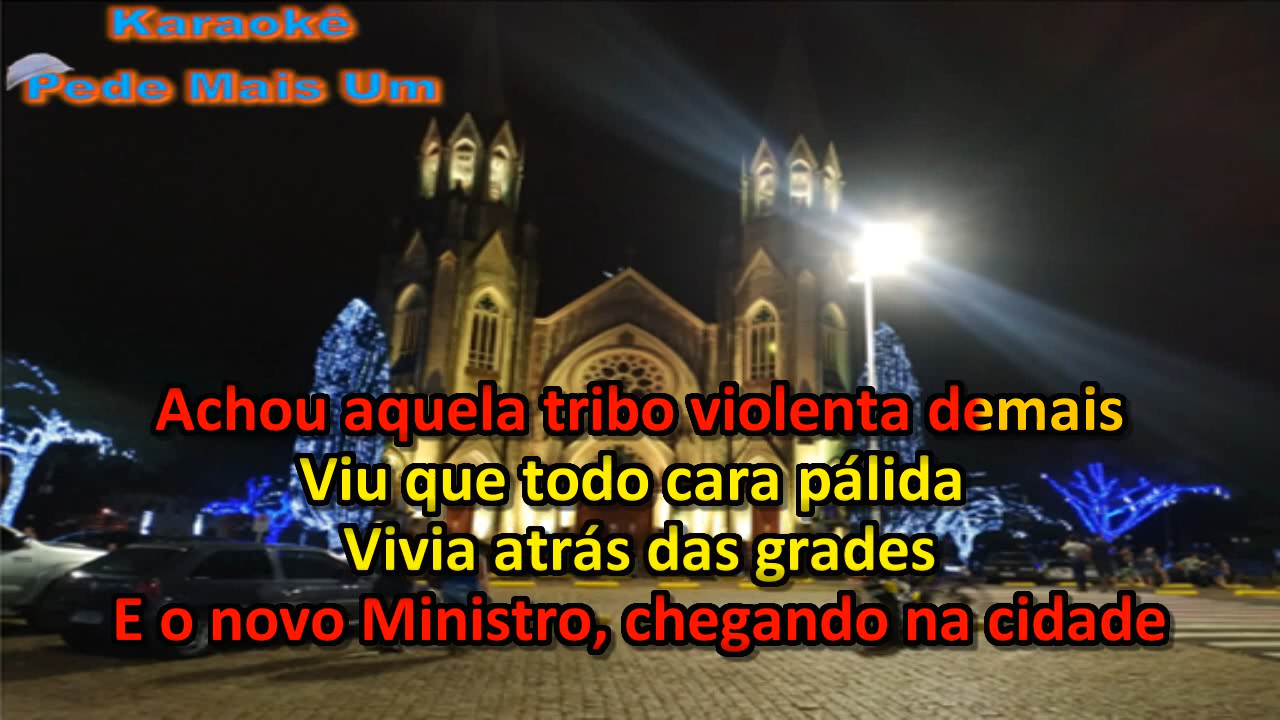 Karaokê
Pede Mais Um
Achou aquela tribo violenta demais
Viu que todo cara pálida
Vivia atrás das grades
E o novo Ministro, chegando na cidade